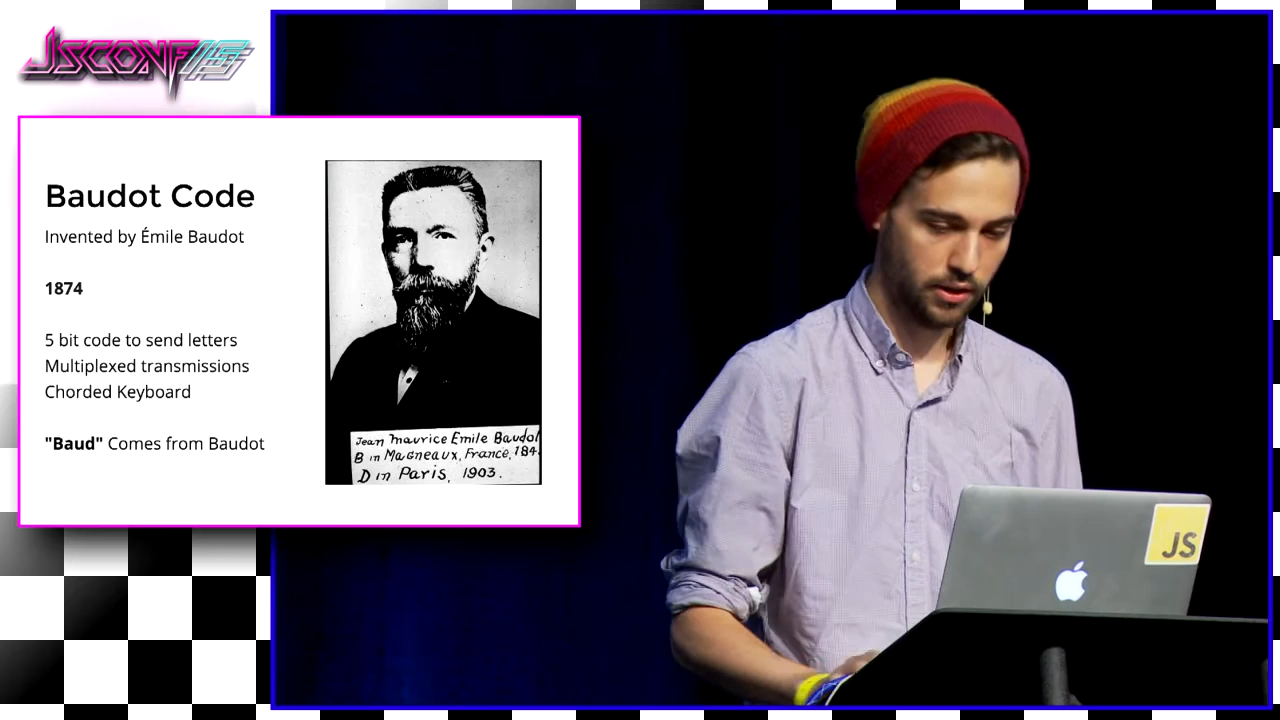 JSCONF15
Baudot Code
Invented by Émile Baudot
1874
5 bit code to send letters
Multiplexed transmissions
Chorded Keyboard
"Baud" Comes from Baudot
Jean Maurice Emile Baudot
B in Magneaux, France, 184
D in Paris, 1903.
JS